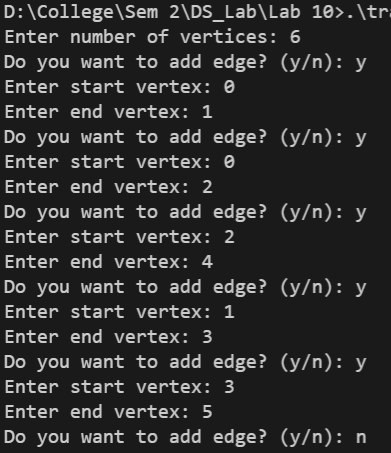 D:\College\Sem 2\DS_Lab\Lab 10>.\tra
Enter number of vertices: 6
Do you want to add edge? (y/n): y
Enter start vertex: 0
Enter end vertex: 1
Do you want to add edge? (y/n): y
Enter start vertex: 0
Enter end vertex: 2
Do you want to add edge? (y/n): y
Enter start vertex: 2
Enter end vertex: 4
Do you want to add edge? (y/n): y
Enter start vertex: 1
Enter end vertex: 3
Do you want to add edge? (y/n): y
Enter start vertex: 3
Enter end vertex: 5
Do you want to add edge? (y/n): n